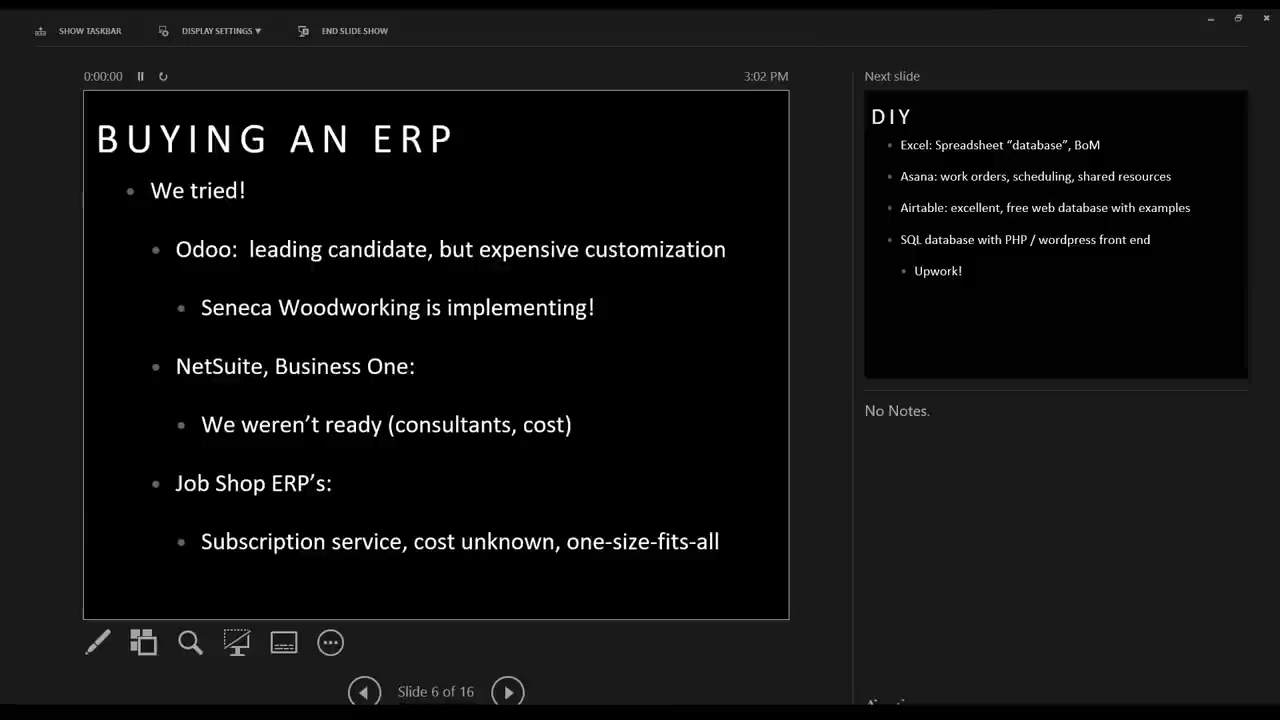 SHOW TASKBAR
DISPLAY SETTINGS ▼
END SLIDE SHOW
0:00:00
3:02 PM
BUYING AN ERP
We tried!
Odoo:  leading candidate, but expensive customization
Seneca Woodworking is implementing!
NetSuite, Business One:
We weren’t ready (consultants, cost)
Job Shop ERP’s:
Subscription service, cost unknown, one-size-fits-all
Slide 6 of 16
Next slide
DIY
Excel: Spreadsheet “database”, BoM
Asana: work orders, scheduling, shared resources
Airtable: excellent, free web database with examples
SQL database with PHP / wordpress front end
Upwork!
No Notes.